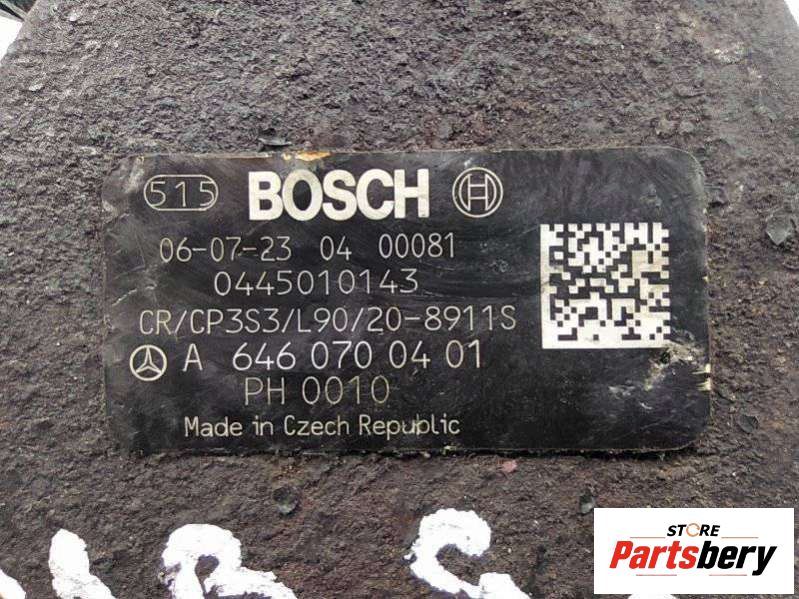 515 BOSCH
06-07-23 04 00081
0445010143
CR/CP3S3/L90/20-8911S
A 646 070 04 01
PH 0010
Made in Czech Republic
STORE
Partsbery